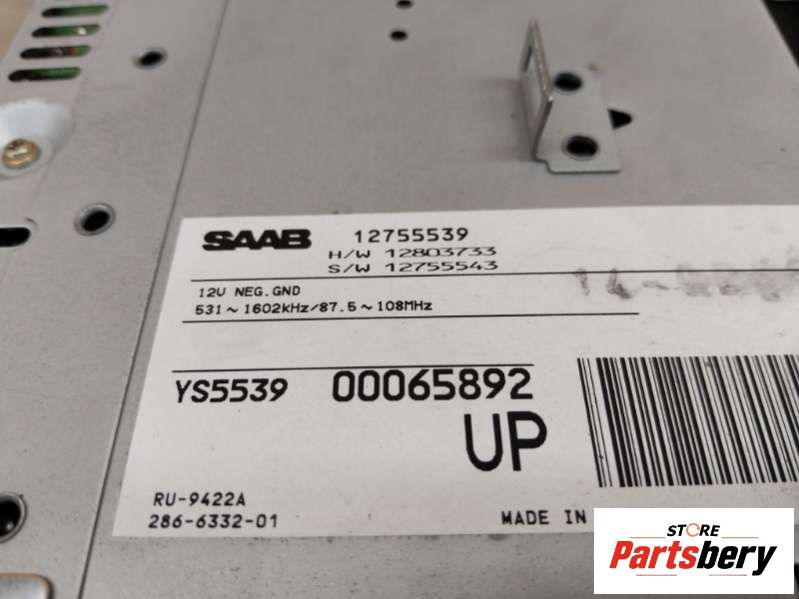 SAAB 12755539
H/W 12803733
S/W 12755543
12V NEG.GND
531~1602kHz/87.5~108MHz
YS5539 00065892
UP
RU-9422A
286-6332-01
MADE IN
STORE
Partsbery